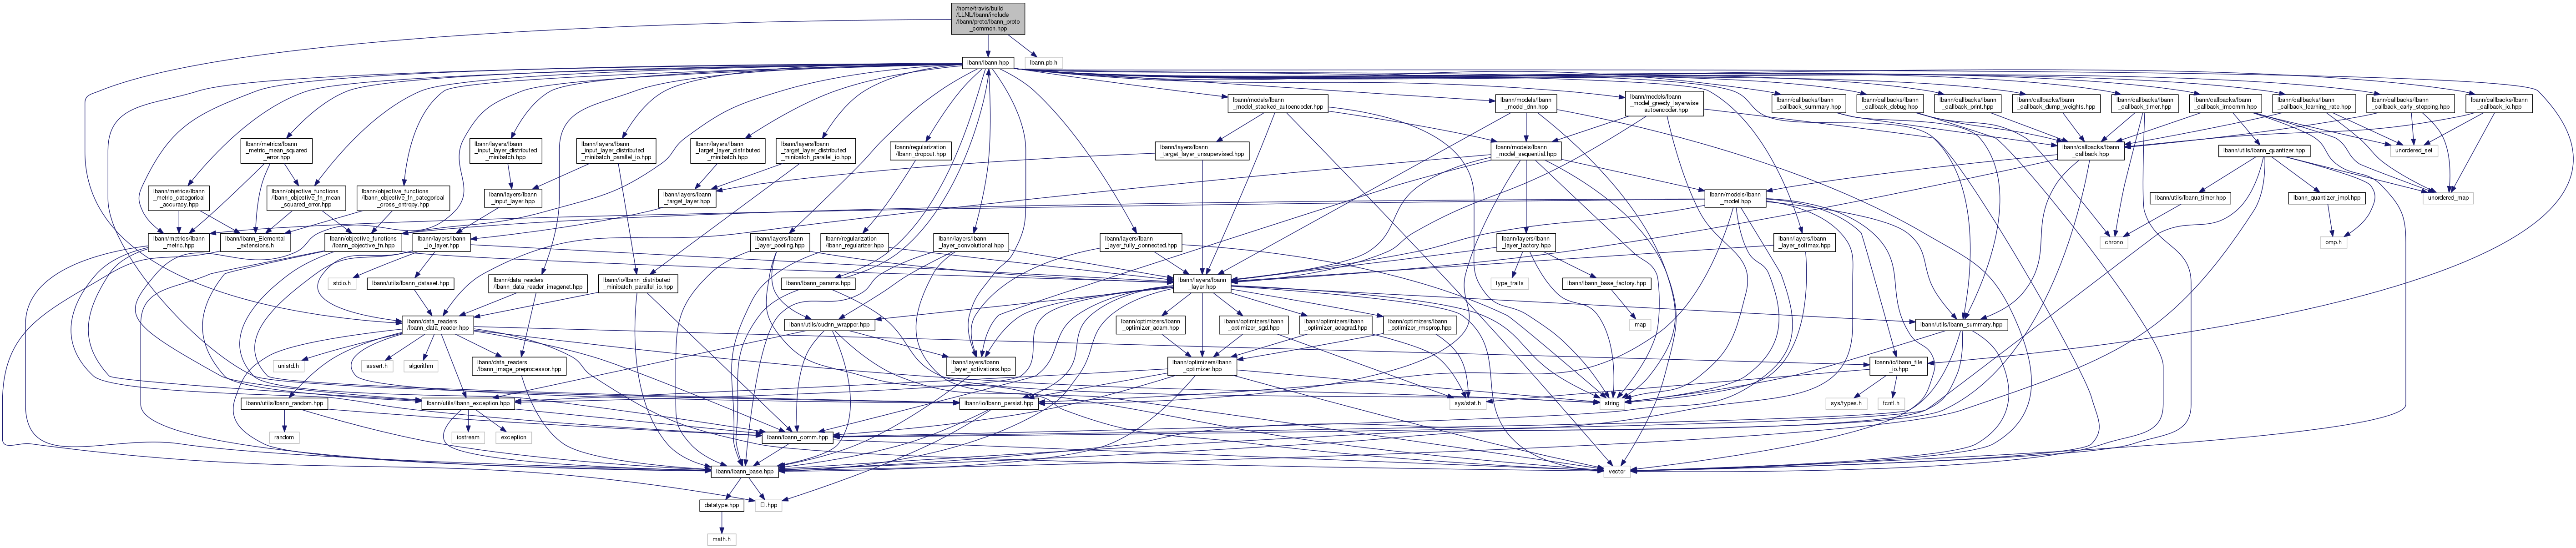 /home/travis/build
/LLNL/lbann/include
/lbann/proto/lbann_proto
_common.hpp
lbann/lbann.hpp
lbann.pb.h
lbann/models/lbann
_model_stacked_autoencoder.hpp
lbann/models/lbann
_model_dnn.hpp
lbann/models/lbann
_model_greedy_layerwise
_autoencoder.hpp
lbann/callbacks/lbann
_callback_summary.hpp
lbann/callbacks/lbann
_callback_debug.hpp
lbann/callbacks/lbann
_callback_print.hpp
lbann/callbacks/lbann
_callback_dump_weights.hpp
lbann/callbacks/lbann
_callback_timer.hpp
lbann/callbacks/lbann
_callback_imcomm.hpp
lbann/callbacks/lbann
_callback_learning_rate.hpp
lbann/callbacks/lbann
_callback_early_stopping.hpp
lbann/callbacks/lbann
_callback_io.hpp
lbann/metrics/lbann
_metric_mean_squared
_error.hpp
lbann/layers/lbann
_input_layer_distributed
_minibatch.hpp
lbann/layers/lbann
_input_layer_distributed
_minibatch_parallel_io.hpp
lbann/layers/lbann
_target_layer_distributed
_minibatch.hpp
lbann/layers/lbann
_target_layer_distributed
_minibatch_parallel_io.hpp
lbann/regularization
/lbann_dropout.hpp
lbann/layers/lbann
_target_layer_unsupervised.hpp
lbann/models/lbann
_model_sequential.hpp
lbann/callbacks/lbann
_callback.hpp
lbann/utils/lbann_quantizer.hpp
unordered_set
lbann/metrics/lbann
_metric_categorical
_accuracy.hpp
lbann/objective_functions
/lbann_objective_fn_mean
_squared_error.hpp
lbann/objective_functions
/lbann_objective_fn_categorical
_cross_entropy.hpp
lbann/layers/lbann
_input_layer.hpp
lbann/layers/lbann
_target_layer.hpp
lbann/models/lbann
_model.hpp
lbann/utils/lbann_timer.hpp
lbann_quantizer_impl.hpp
unordered_map
lbann/metrics/lbann
_metric.hpp
lbann/lbann_Elemental
_extensions.h
lbann/objective_functions
/lbann_objective_fn.hpp
lbann/layers/lbann
_io_layer.hpp
lbann/layers/lbann
_layer_pooling.hpp
lbann/regularization
/lbann_regularizer.hpp
lbann/layers/lbann
_layer_convolutional.hpp
lbann/layers/lbann
_layer_fully_connected.hpp
lbann/layers/lbann
_layer_factory.hpp
lbann/layers/lbann
_layer_softmax.hpp
chrono
omp.h
stdio.h
lbann/utils/lbann_dataset.hpp
lbann/data_readers
/lbann_data_reader_imagenet.hpp
lbann/io/lbann_distributed
_minibatch_parallel_io.hpp
lbann/lbann_params.hpp
lbann/layers/lbann
_layer.hpp
type_traits
lbann/lbann_base_factory.hpp
lbann/data_readers
/lbann_data_reader.hpp
lbann/utils/cudnn_wrapper.hpp
lbann/optimizers/lbann
_optimizer_adam.hpp
lbann/optimizers/lbann
_optimizer_sgd.hpp
lbann/optimizers/lbann
_optimizer_adagrad.hpp
lbann/optimizers/lbann
_optimizer_rmsprop.hpp
map
lbann/utils/lbann_summary.hpp
unistd.h
assert.h
algorithm
lbann/data_readers
/lbann_image_preprocessor.hpp
lbann/layers/lbann
_layer_activations.hpp
lbann/optimizers/lbann
_optimizer.hpp
lbann/io/lbann_file
_io.hpp
lbann/utils/lbann_random.hpp
lbann/utils/lbann_exception.hpp
lbann/io/lbann_persist.hpp
sys/stat.h
string
sys/types.h
fcntl.h
random
iostream
exception
lbann/lbann_comm.hpp
lbann/lbann_base.hpp
vector
datatype.hpp
El.hpp
math.h